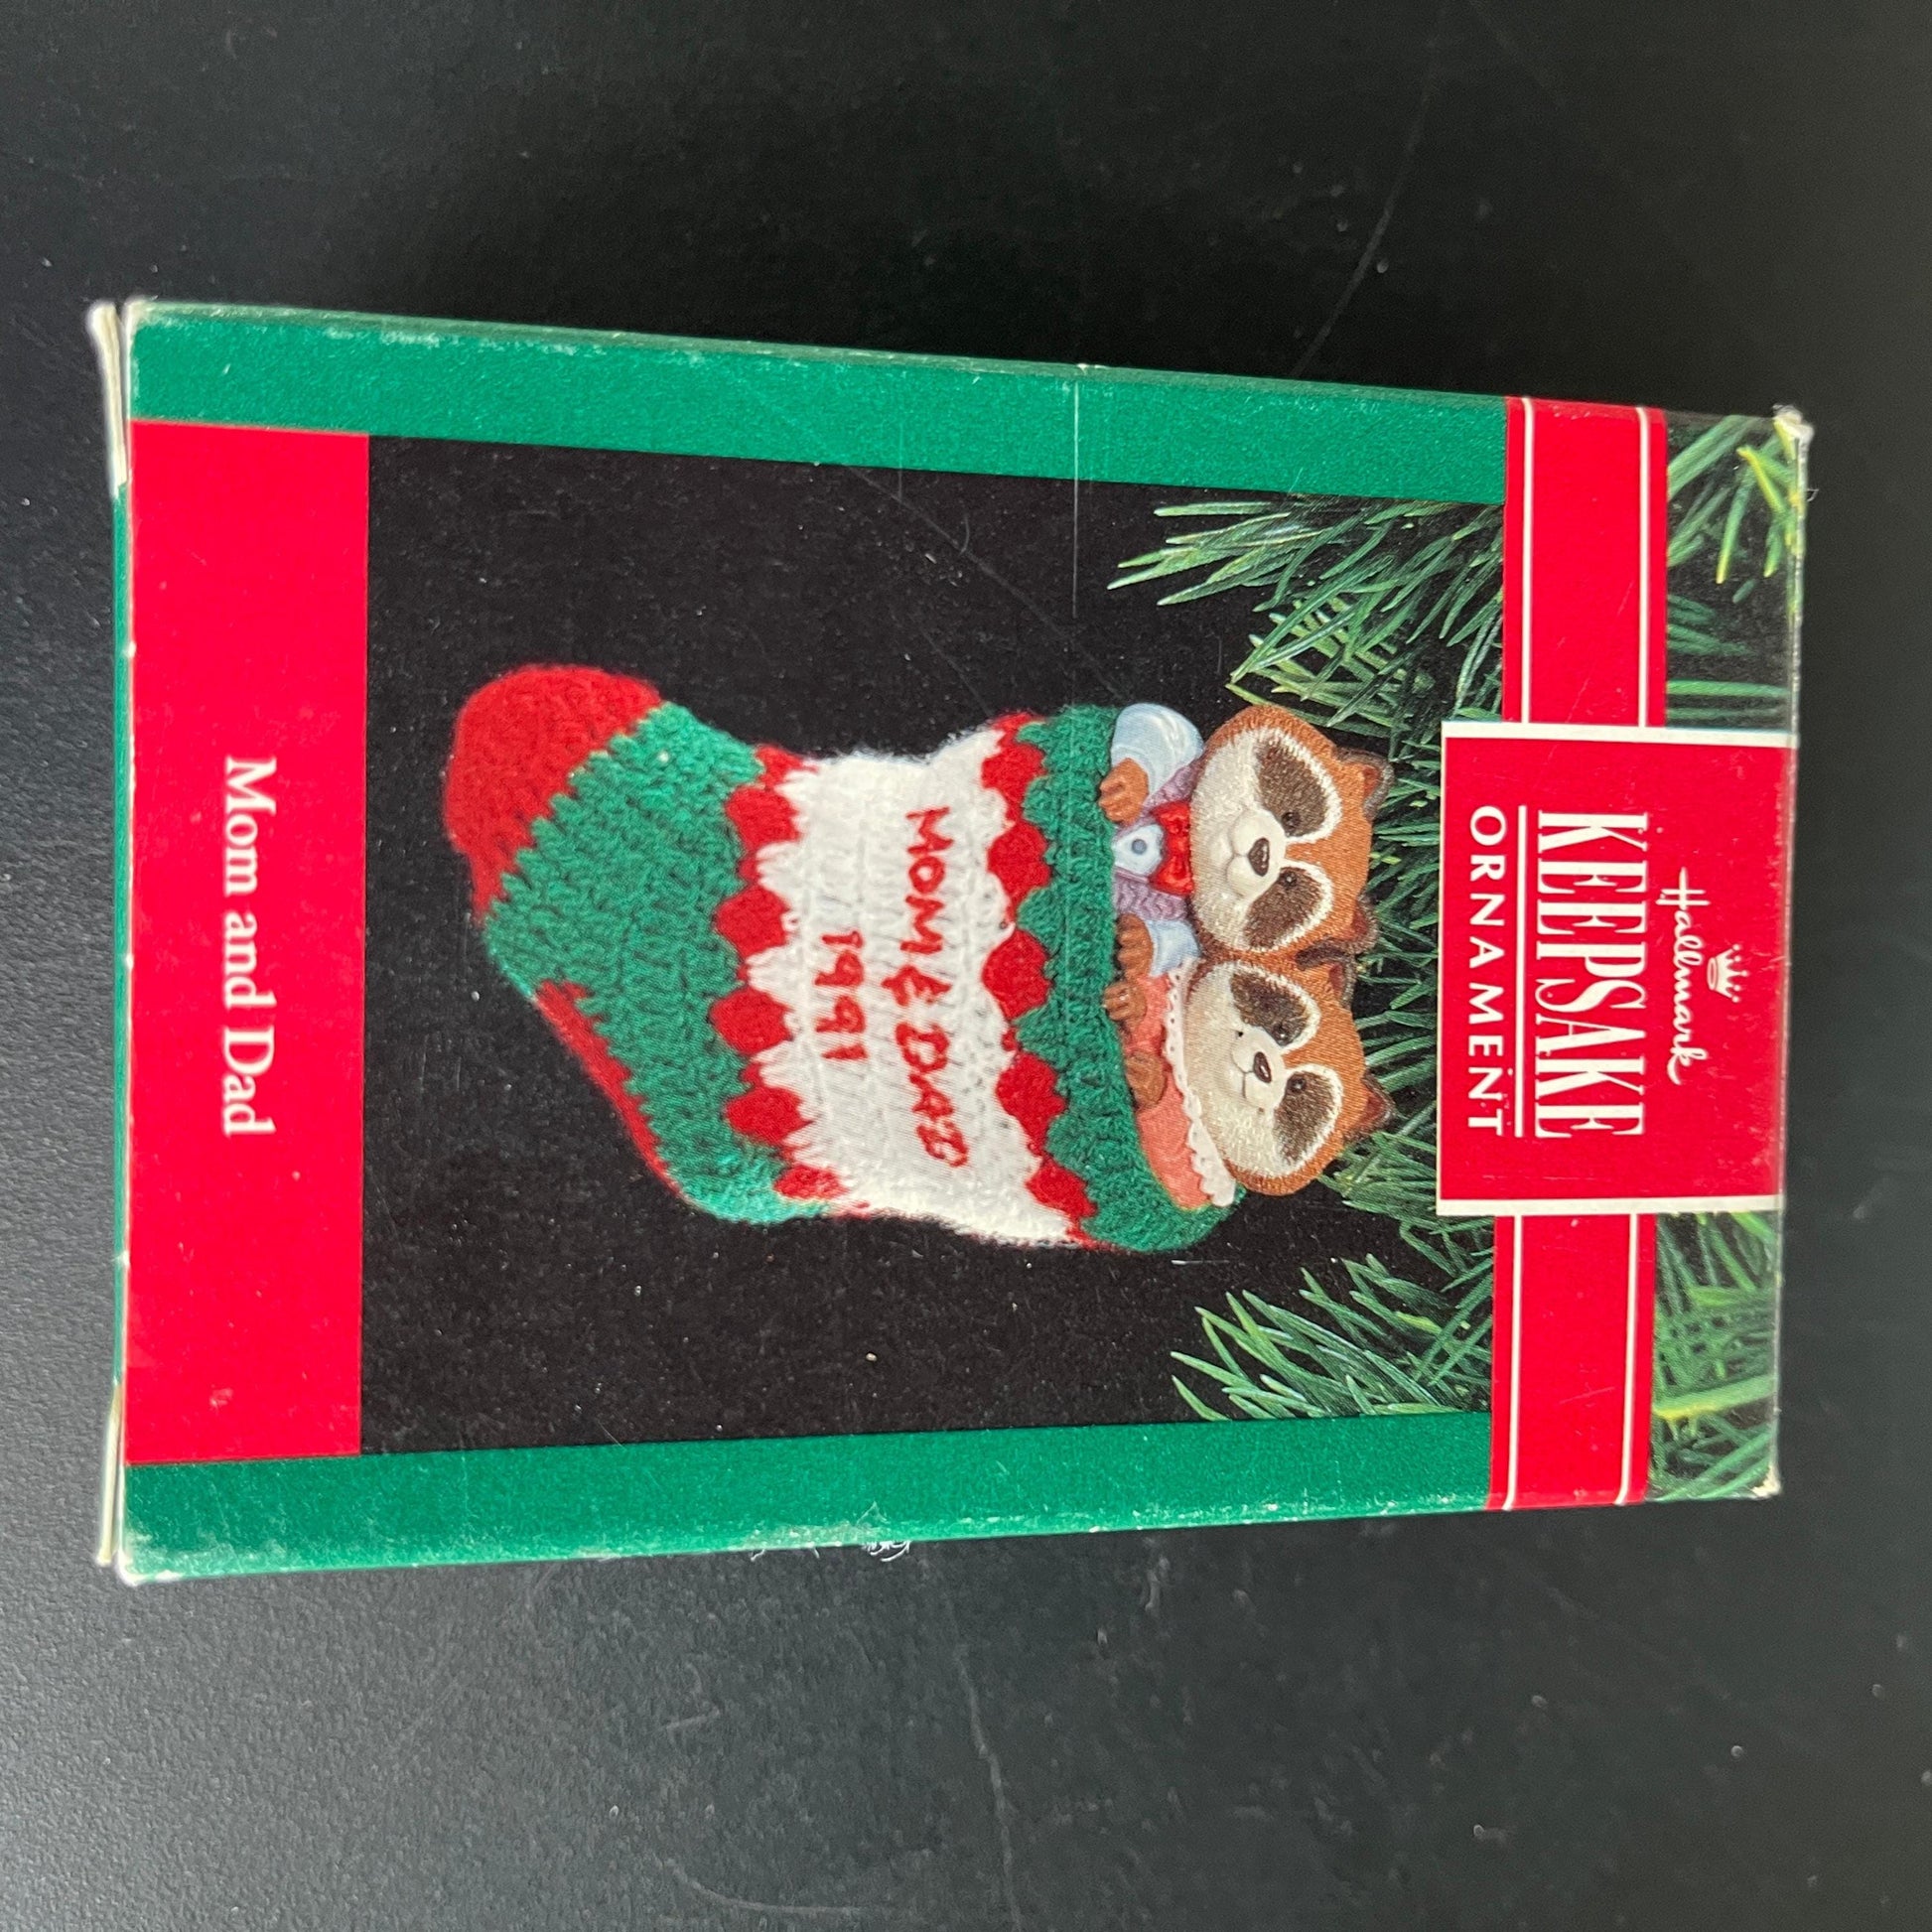 Hallmark
KEEPSAKE
ORNAMENT
MOM & DAD
1991
Mom and Dad